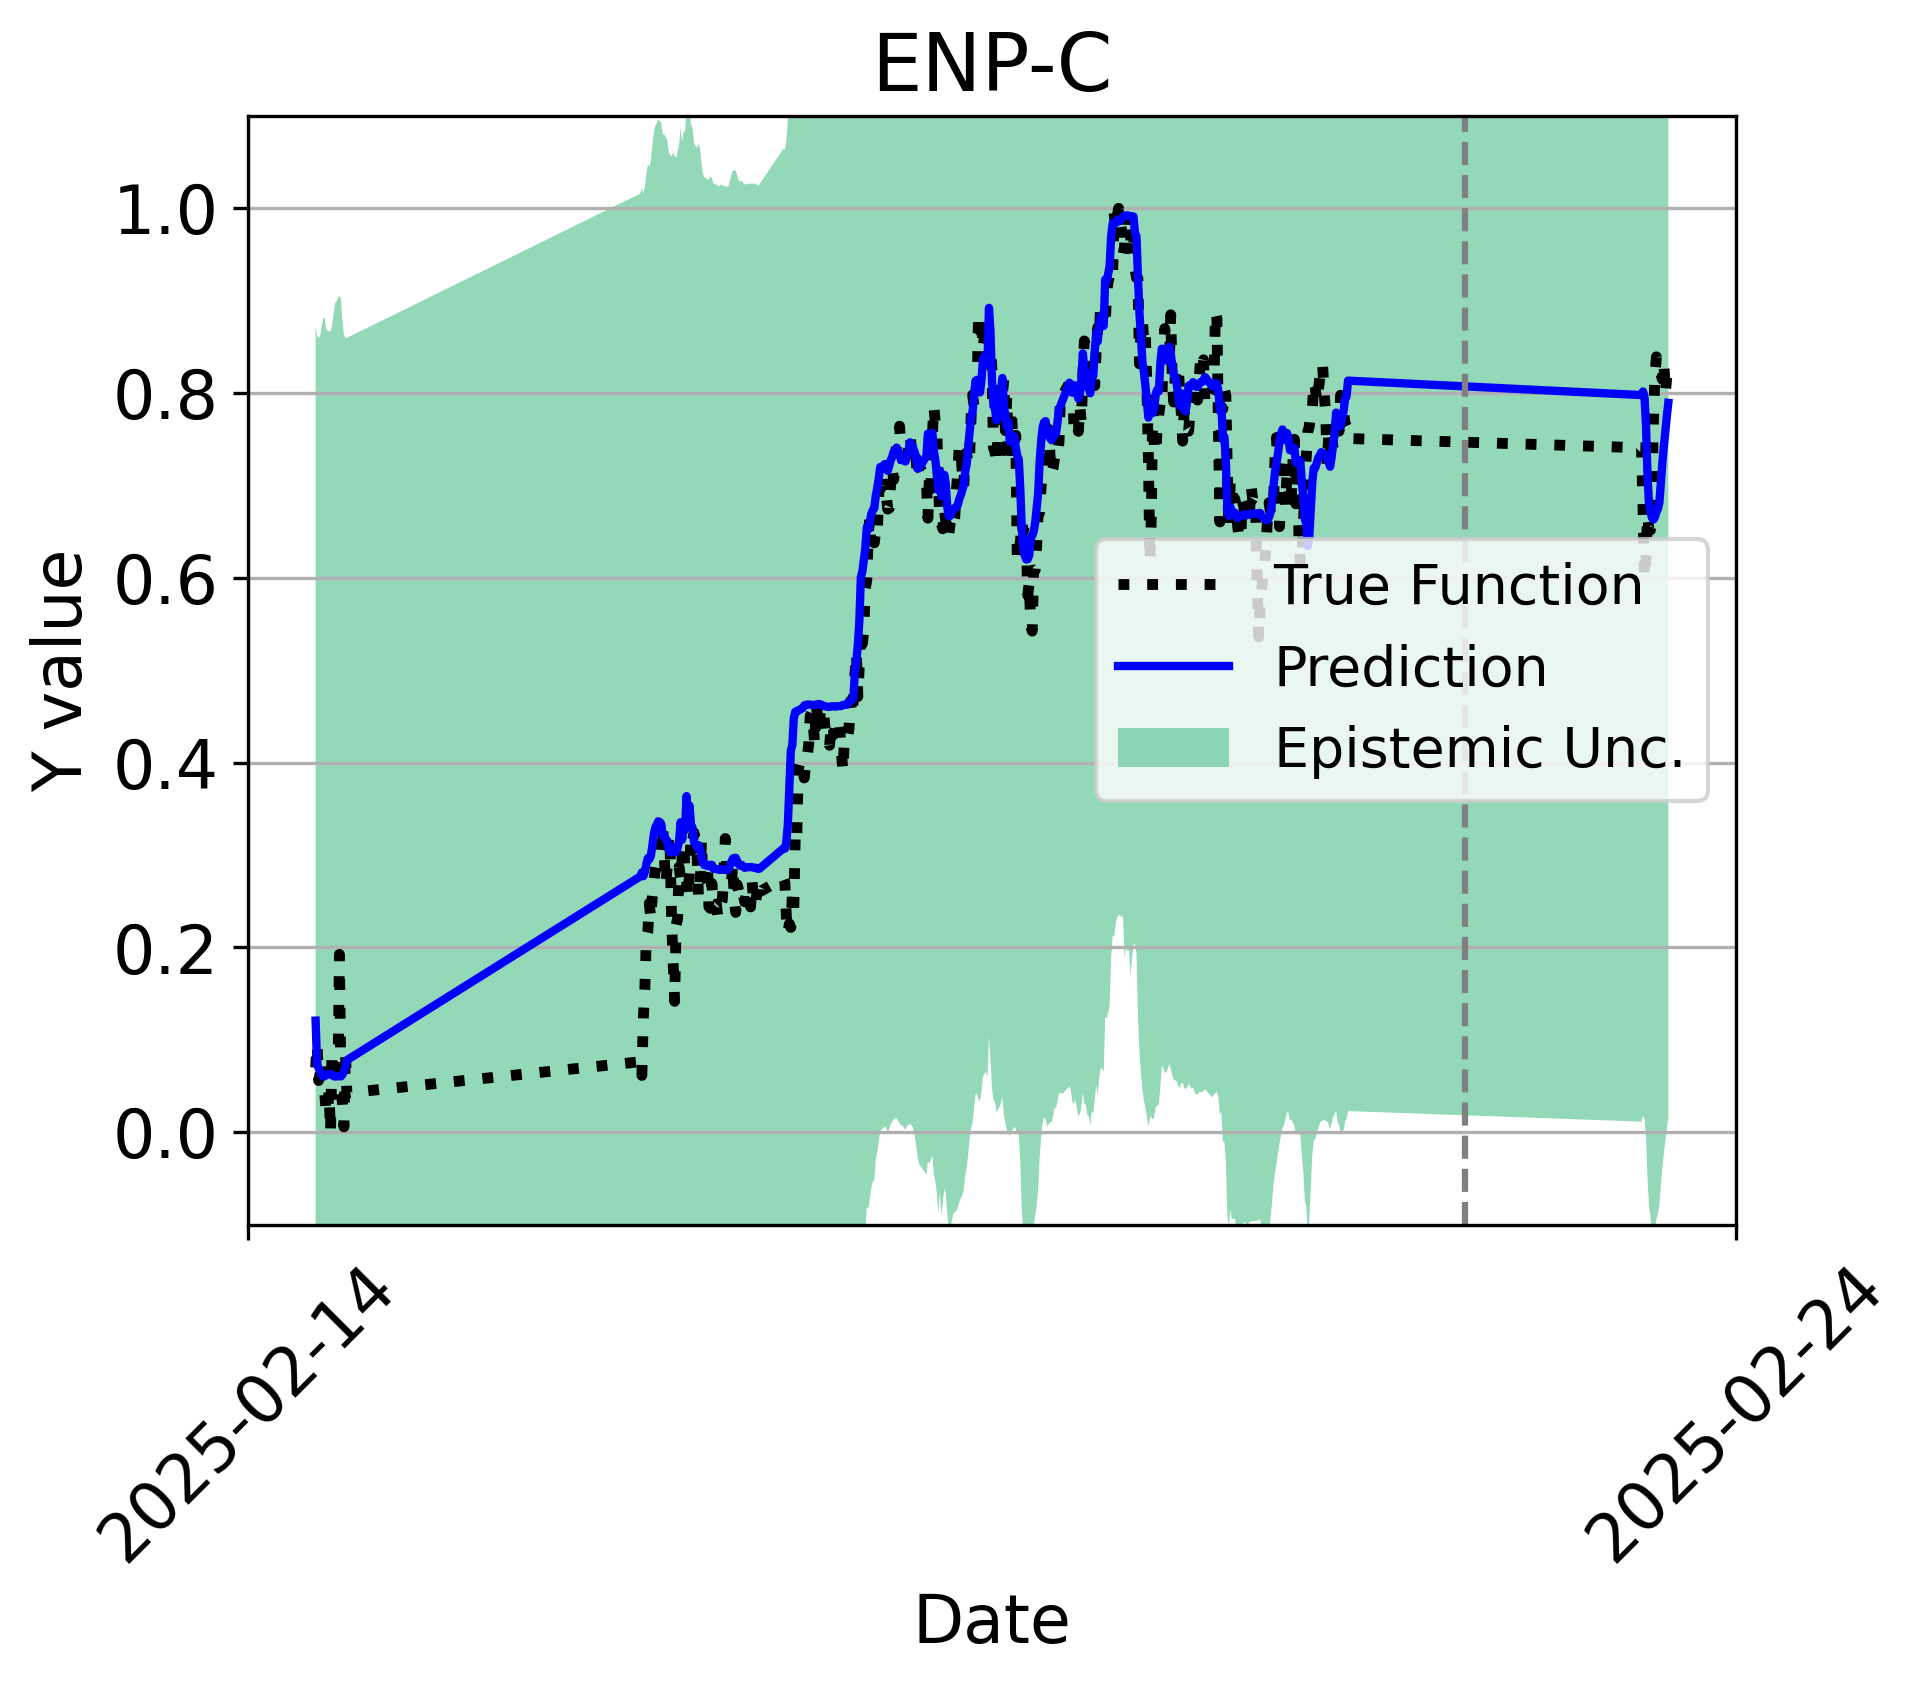 ENP-C
Y value
1.0
0.8
0.6
0.4
0.2
0.0
True Function
Prediction
Epistemic Unc.
2025-02-14
2025-02-24
Date